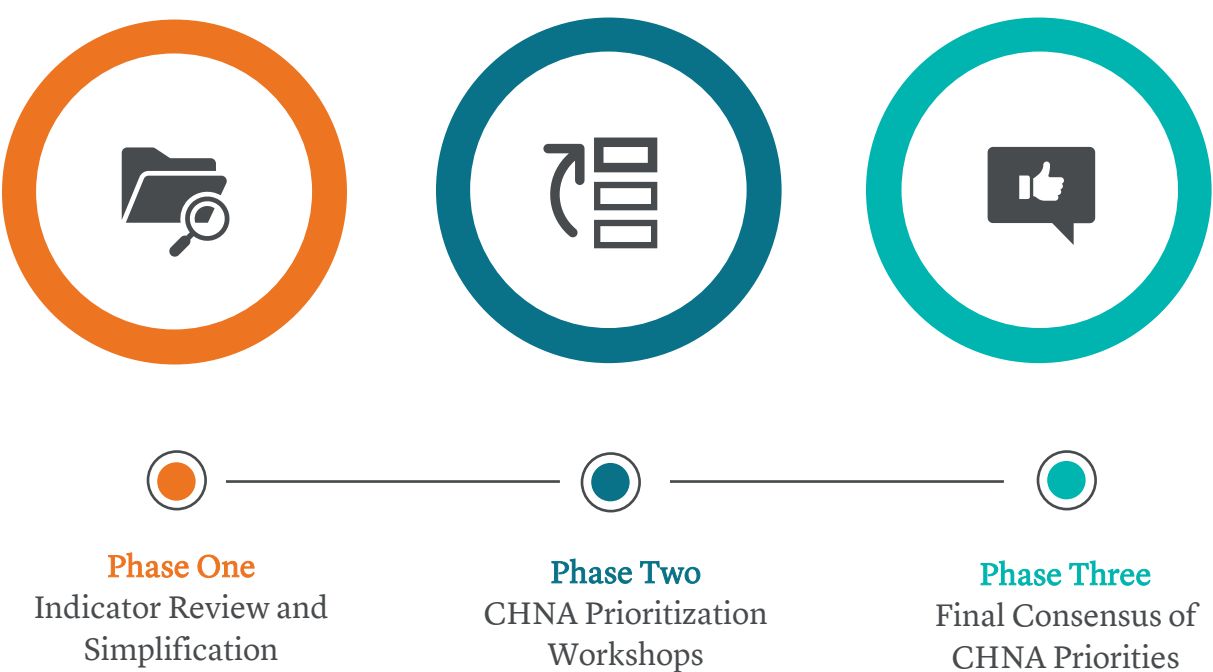 Phase One
Indicator Review and
Simplification
Phase Two
CHNA Prioritization
Workshops
Phase Three
Final Consensus of
CHNA Priorities